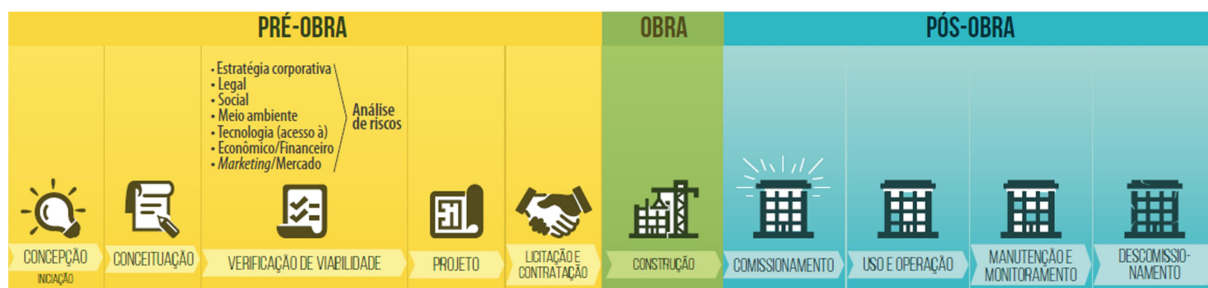 PRÉ-OBRA
OBRA
PÓS-OBRA
• Estratégia corporativa
• Legal
• Social
• Meio ambiente
• Tecnologia (acesso à)
• Econômico/Financeiro
• Marketing/Mercado
Análise
de riscos
CONCEPÇÃO
INICIAÇÃO
CONCEITUAÇÃO
VERIFICAÇÃO DE VIABILIDADE
PROJETO
LICITAÇÃO E
CONTRATAÇÃO
CONSTRUÇÃO
COMISSIONAMENTO
USO E OPERAÇÃO
MANUTENÇÃO E
MONITORAMENTO
DESCOMISSIO-
NAMENTO